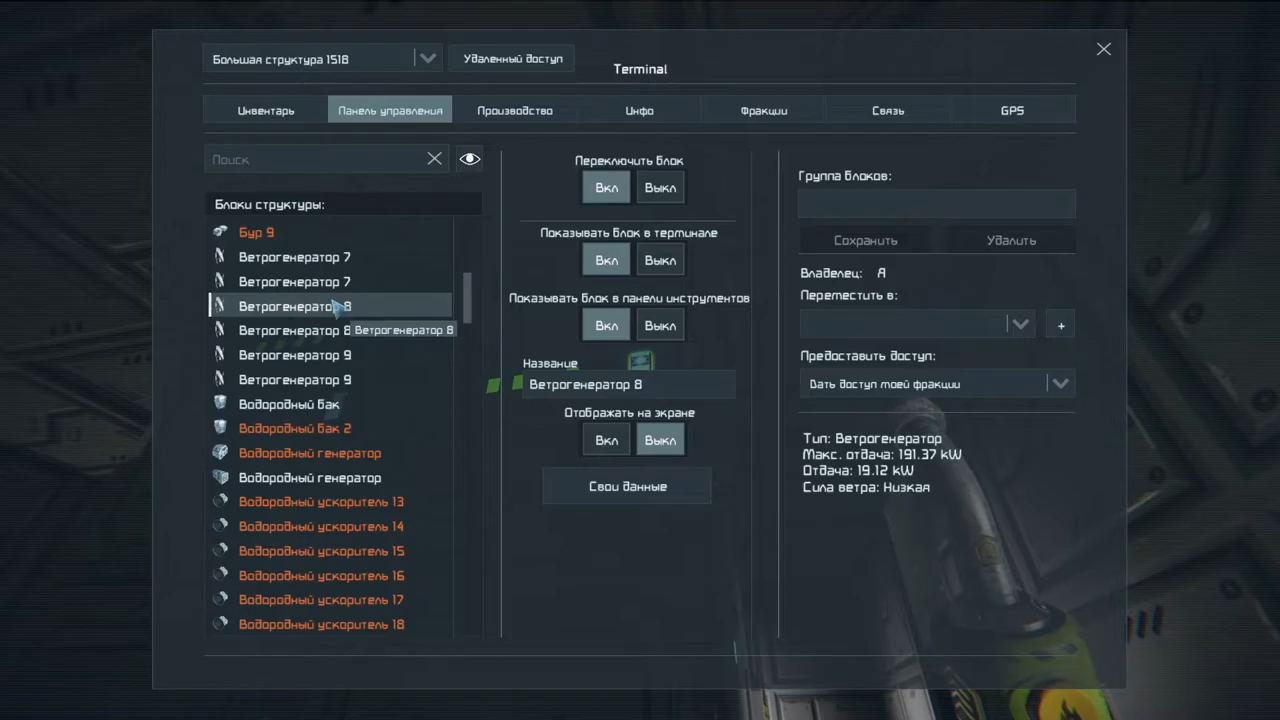 Большая структура 1518
Удаленный доступ
Terminal
Инвентарь
Панель управления
Производство
Инфо
Фракции
Связь
GPS
Поиск
Блоки структуры:
Бур 9
Ветрогенератор 7
Ветрогенератор 7
Ветрогенератор 8
Ветрогенератор 8
Ветрогенератор 8
Ветрогенератор 9
Ветрогенератор 9
Водородный бак
Водородный бак 2
Водородный генератор
Водородный генератор
Водородный ускоритель 13
Водородный ускоритель 14
Водородный ускоритель 15
Водородный ускоритель 16
Водородный ускоритель 17
Водородный ускоритель 18
Переключить блок
Вкл Выкл
Показывать блок в терминале
Вкл Выкл
Показывать блок в панели инструментов
Вкл Выкл
Название
Ветрогенератор 8
Отображать на экране
Вкл Выкл
Свои данные
Группа блоков:
Сохранить Удалить
Владелец: A
Переместить в:
+
Предоставить доступ:
Дать доступ моей фракции
Тип: Ветрогенератор
Макс. отдача: 191.37 kW
Отдача: 19.12 kW
Сила ветра: Низкая